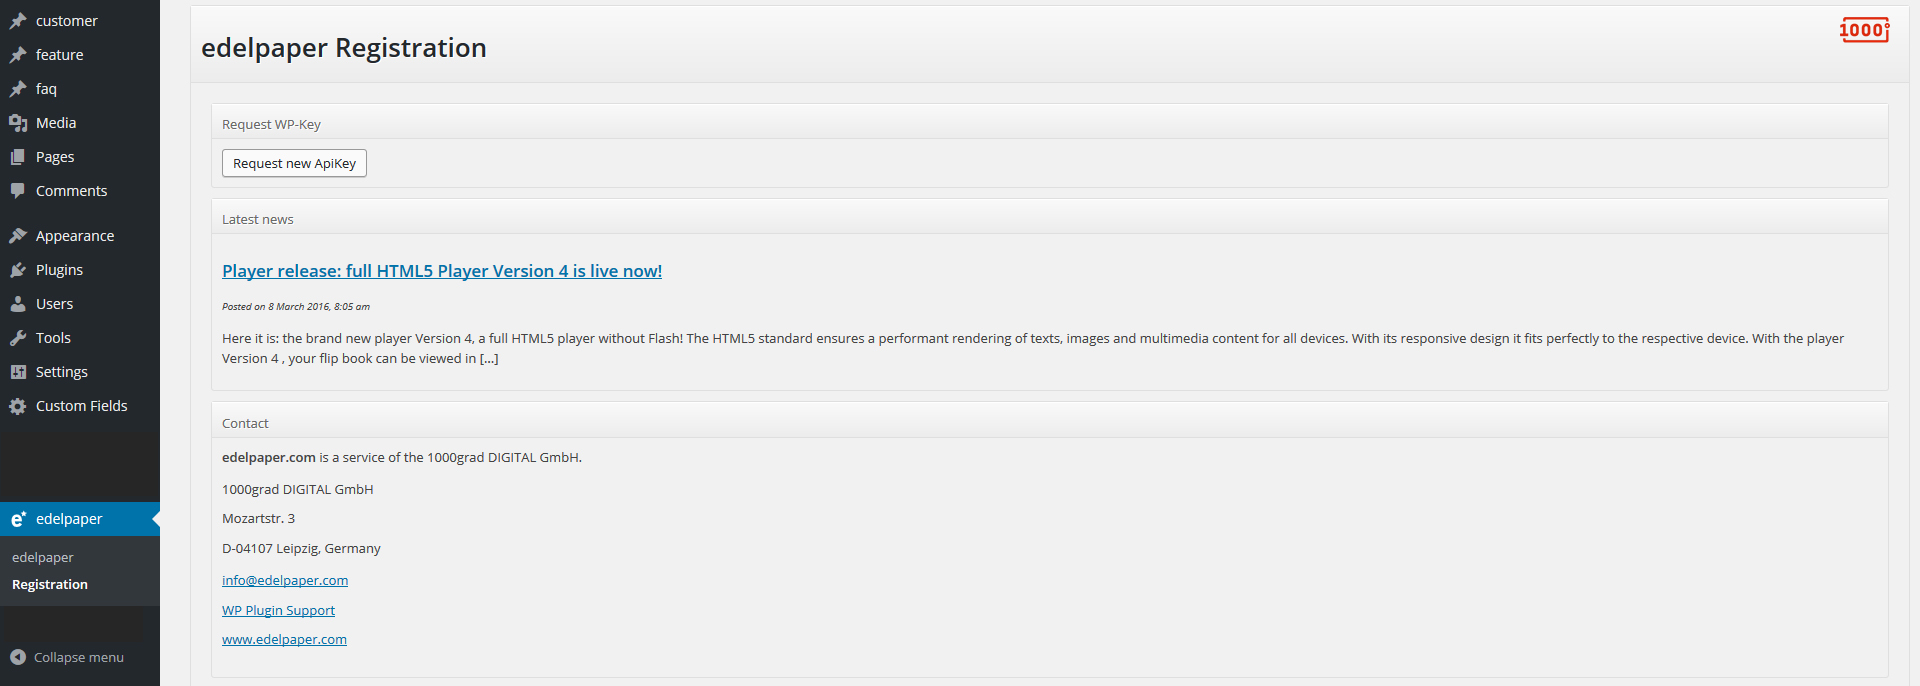 customer
feature
faq
Media
Pages
Comments
Appearance
Plugins
Users
Tools
Settings
Custom Fields
edelpaper
edelpaper
Registration
Collapse menu
edelpaper Registration
1000°
Request WP-Key
Request new ApiKey
Latest news
Player release: full HTML5 Player Version 4 is live now!
Posted on 8 March 2016, 8:05 am
Here it is: the brand new player Version 4, a full HTML5 player without Flash! The HTML5 standard ensures a performant rendering of texts, images and multimedia content for all devices. With its responsive design it fits perfectly to the respective device. With the player
Version 4 , your flip book can be viewed in [...]
Contact
edelpaper.com is a service of the 1000grad DIGITAL GmbH.
1000grad DIGITAL GmbH
Mozartstr. 3
D-04107 Leipzig, Germany
info@edelpaper.com
WP Plugin Support
www.edelpaper.com